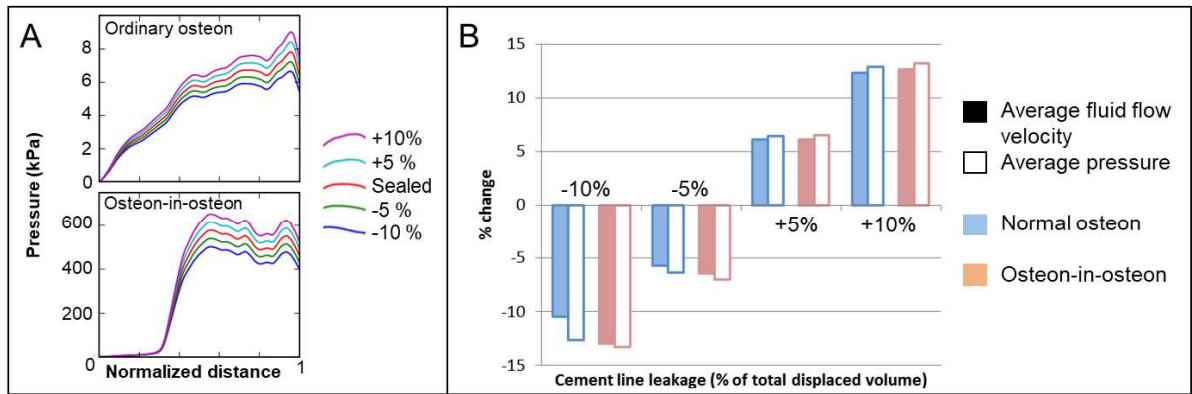 A
Ordinary osteon
8
6
4
2
0
Pressure (kPa)
Osteon-in-osteon
600
400
200
0
1
Normalized distance
+10%
+5 %
Sealed
-5 %
-10 %
B
15
10
5
0
-5
-10
-15
% change
-10%
-5%
+5%
+10%
Cement line leakage (% of total displaced volume)
Average fluid flow
velocity
Average pressure
Normal osteon
Osteon-in-osteon